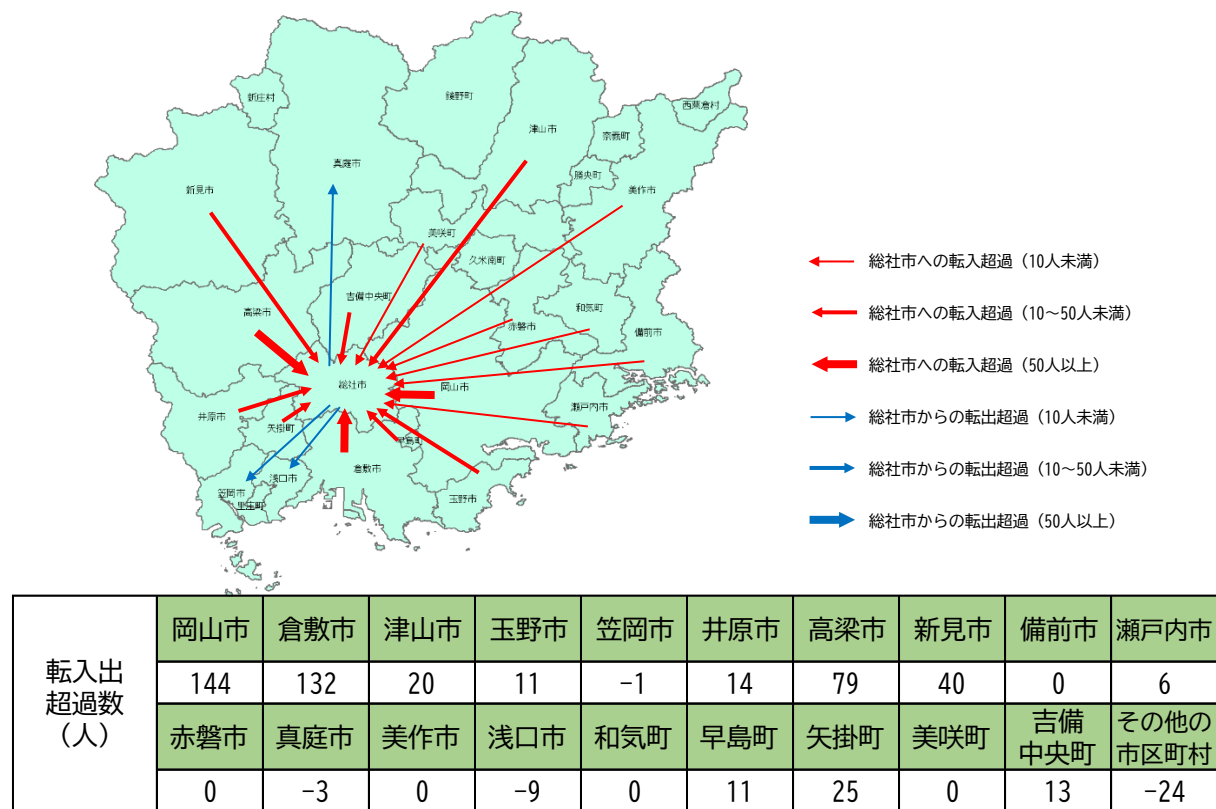 新庄村
鏡野町
西粟倉村
津山市
奈義町
真庭市
勝央町
新見市
美作市
美咲町
久米南町
吉備中央町
高梁市
赤磐市
和気町
備前市
総社市
岡山市
井原市
瀬戸内市
矢掛町
早島町
倉敷市
浅口市
笠岡市
里庄町
玉野市
総社市への転入超過（10人未満）
総社市への転入超過（10～50人未満）
総社市への転入超過（50人以上）
総社市からの転出超過（10人未満）
総社市からの転出超過（10～50人未満）
総社市からの転出超過（50人以上）
転入出
超過数
（人）
岡山市 倉敷市 津山市 玉野市 笠岡市 井原市 高梁市 新見市 備前市 瀬戸内市
144 132 20 11 −1 14 79 40 0 6
赤磐市 真庭市 美作市 浅口市 和気町 早島町 矢掛町 美咲町 吉備中央町 その他の市区町村
0 −3 0 −9 0 11 25 0 13 −24